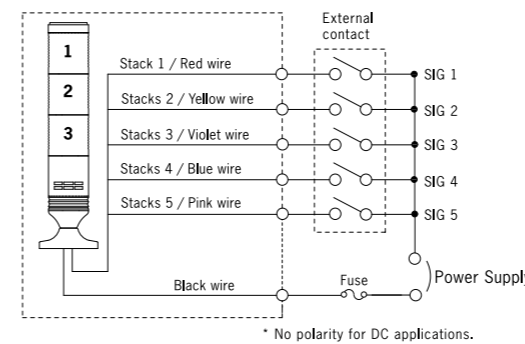 External
contact
1
2
3
Stack 1 / Red wire
SIG 1
Stacks 2 / Yellow wire
SIG 2
Stacks 3 / Violet wire
SIG 3
Stacks 4 / Blue wire
SIG 4
Stacks 5 / Pink wire
SIG 5
Black wire
Fuse
Power Supply
* No polarity for DC applications.